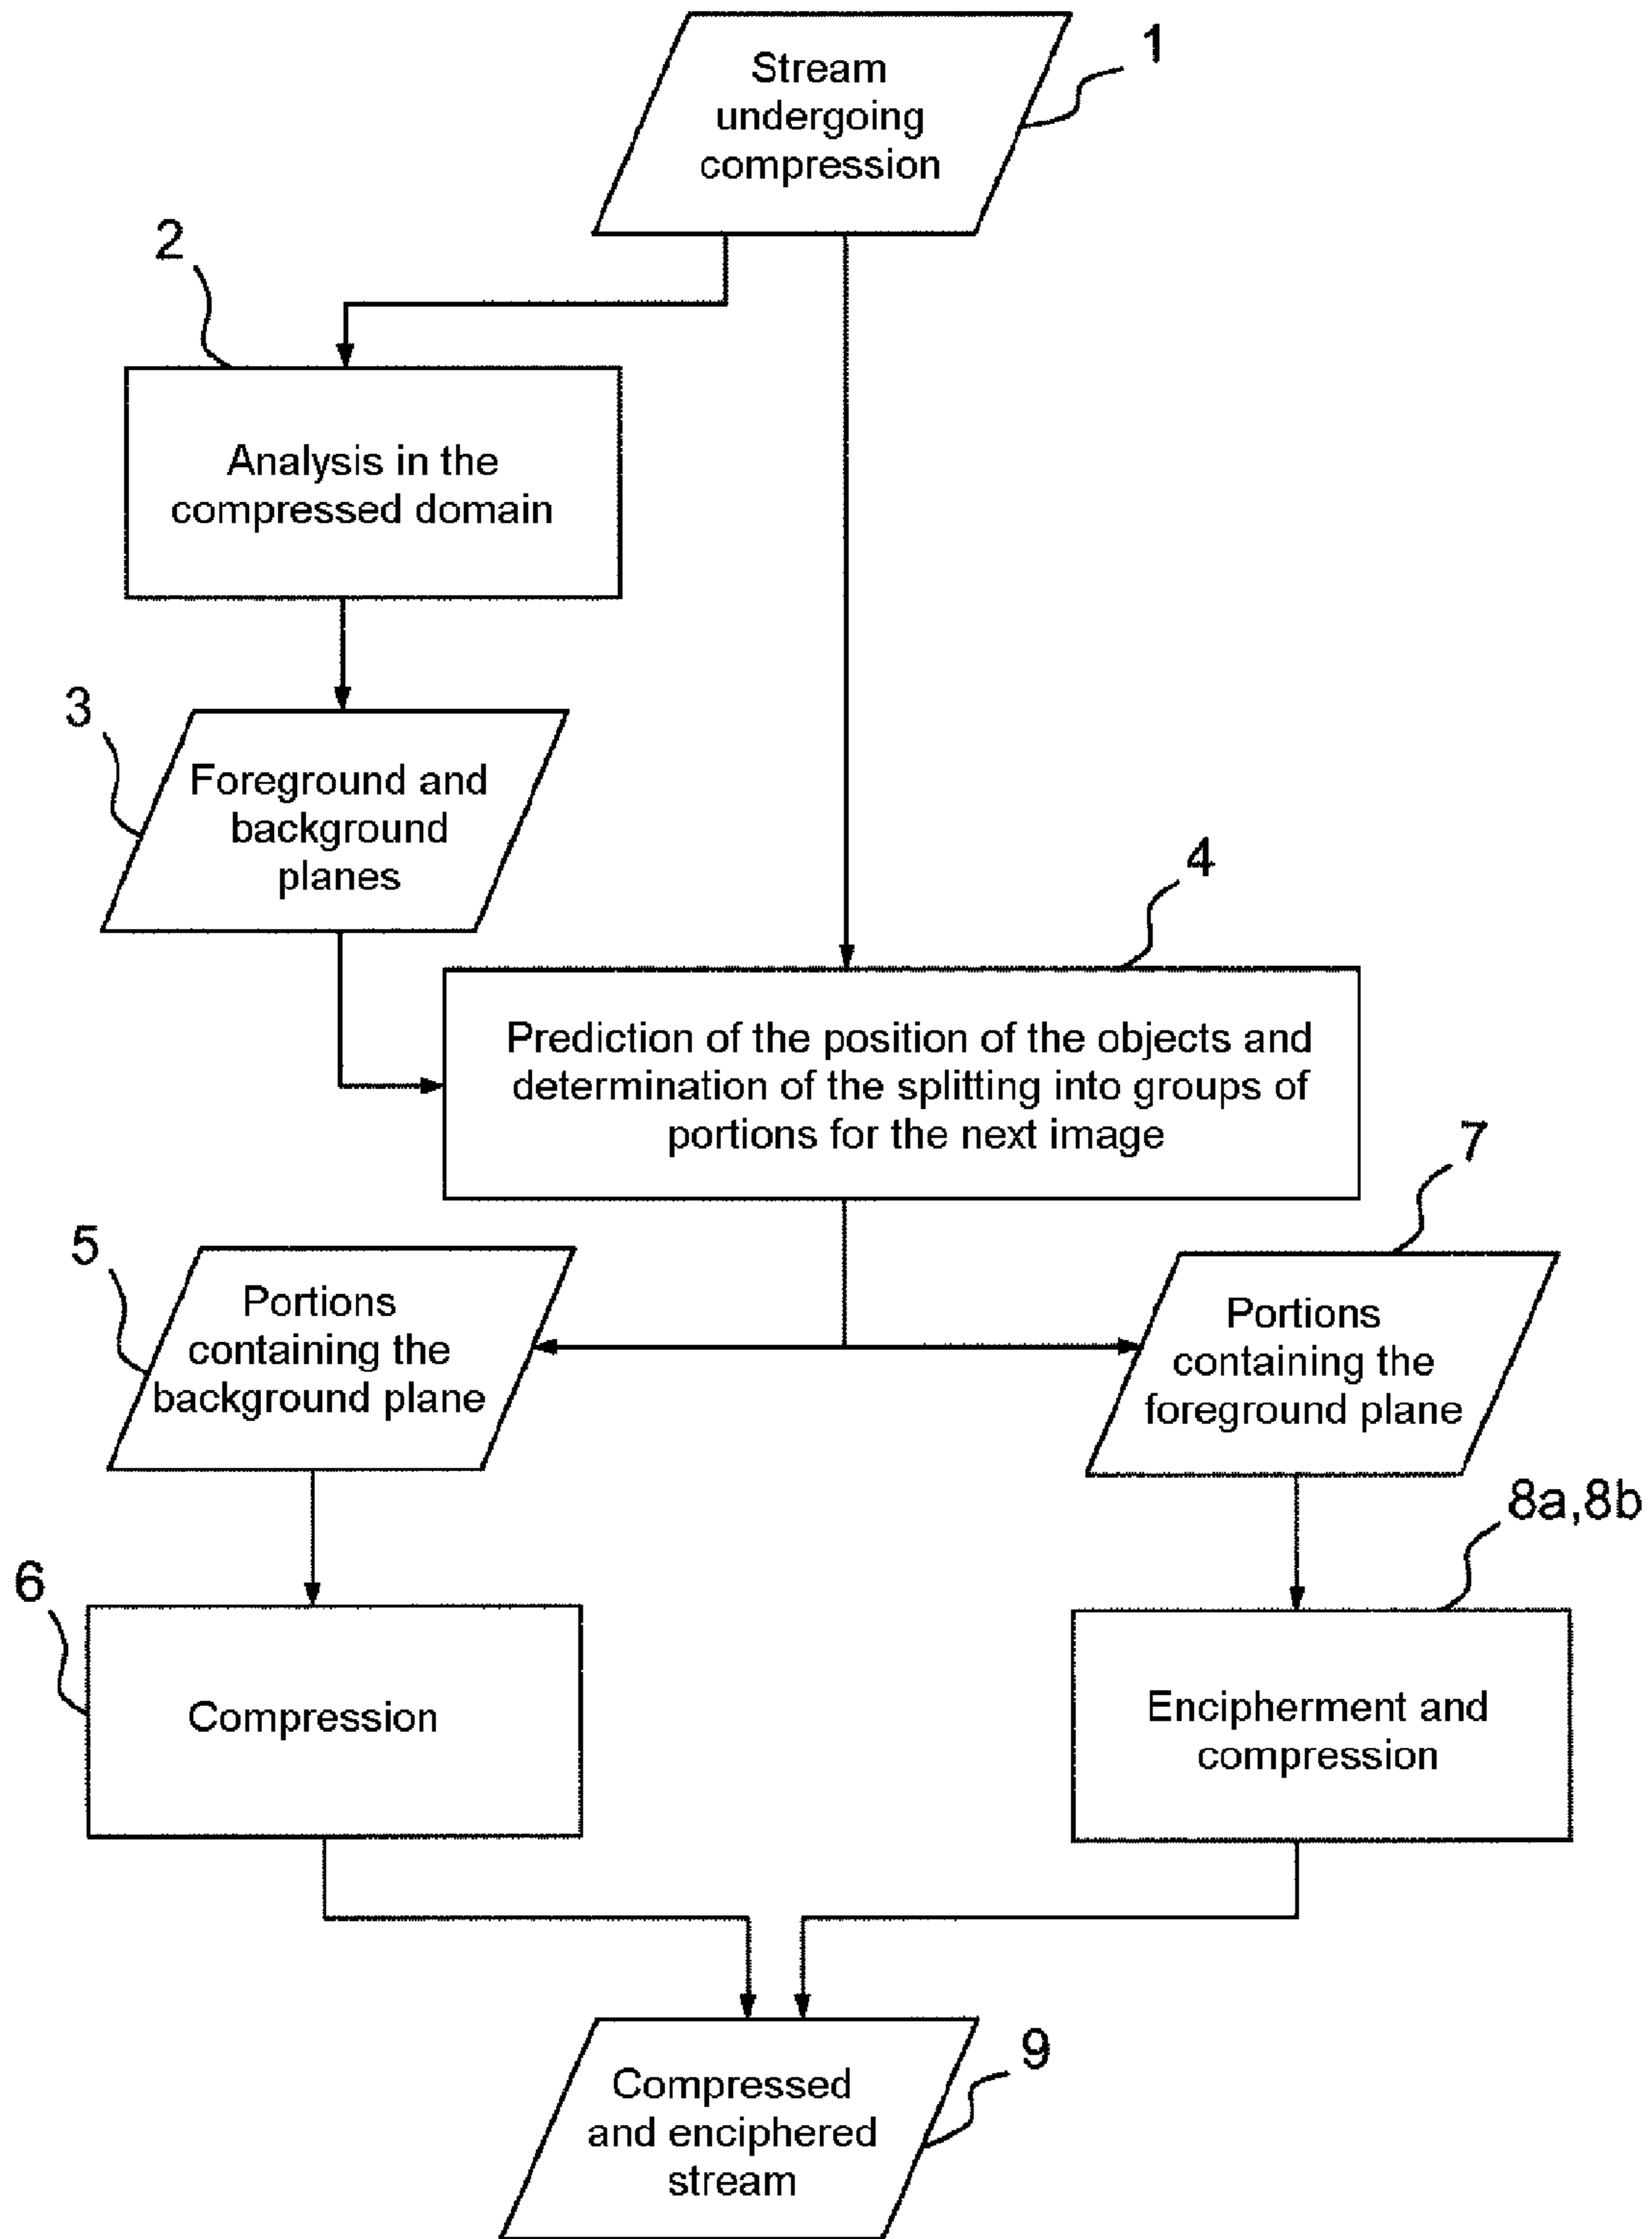 1
Stream
undergoing
compression
2
Analysis in the
compressed domain
3
Foreground and
background
planes
4
Prediction of the position of the objects and
determination of the splitting into groups of
portions for the next image
5
Portions
containing the
background plane
7
Portions
containing the
foreground plane
6
Compression
8a,8b
Encipherment and
compression
9
Compressed
and enciphered
stream